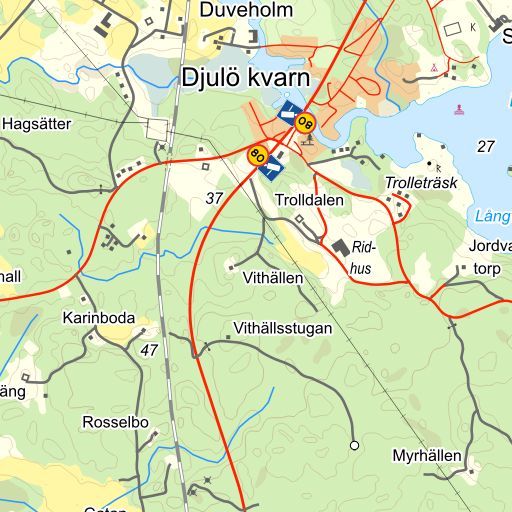 Duveholm
Djulö kvarn
80
80
Hagsätter
27
Trolleträsk
37
Trolldalen
Lång
Rid-
hus
Jordva
torp
nall
Vithällen
Karinboda
Vithällsstugan
47
äng
Rosselbo
Myrhällen